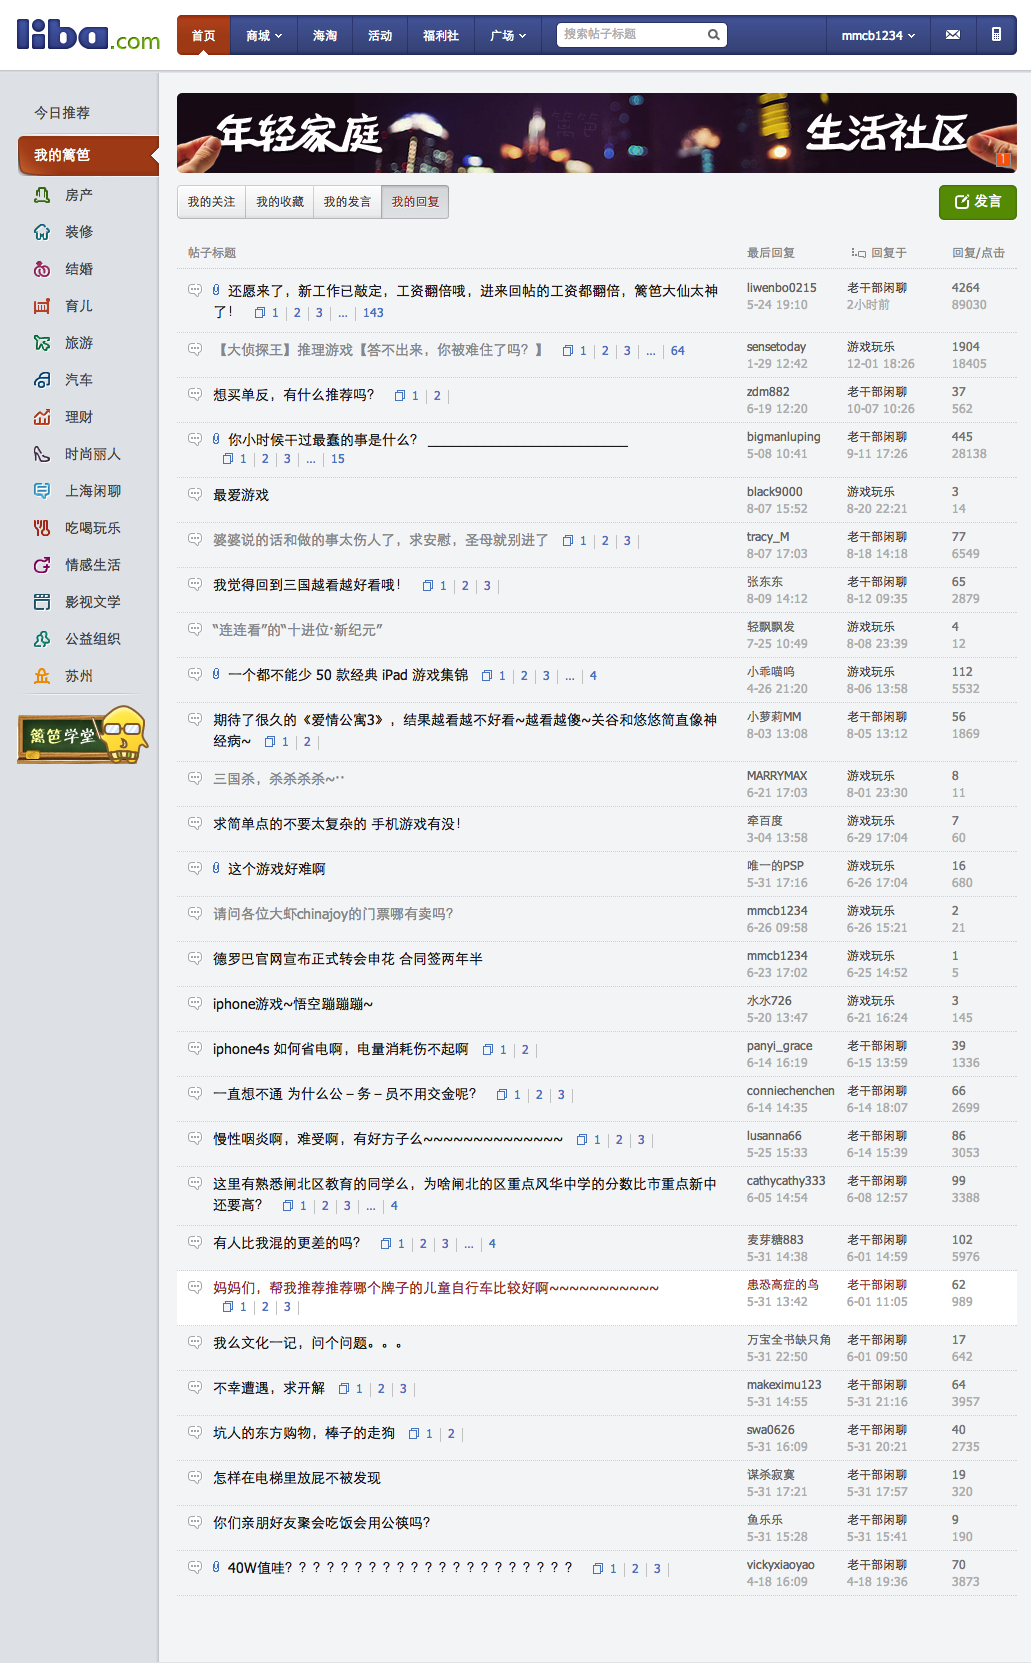 liba.com
首页 商城 海淘 活动 福利社 广场 搜索帖子标题 mmcb1234
今日推荐
我的篱笆
房产
装修
结婚
育儿
旅游
汽车
理财
时尚丽人
上海闲聊
吃喝玩乐
情感生活
影视文学
公益组织
苏州
篱笆学堂
年轻家庭 生活社区
1
我的关注 我的收藏 我的发言 我的回复 发言
帖子标题 最后回复 回复于 回复/点击
还愿来了，新工作已敲定，工资翻倍哦，进来回帖的工资都翻倍，篱笆大仙太神 liwenbo0215 老干部闲聊 4264
了！ 1 2 3 ... 143 5-24 19:10 2小时前 89030
【大侦探王】推理游戏【答不出来，你被难住了吗？】 1 2 3 ... 64 sensetoday 游戏玩乐 1904
1-29 12:42 12-01 18:26 18405
想买单反，有什么推荐吗？ 1 2 zdm882 老干部闲聊 37
6-19 12:20 10-07 10:26 562
你小时候干过最蠢的事是什么？ ____________________ bigmanluping 老干部闲聊 445
1 2 3 ... 15 5-08 10:41 9-11 17:26 28138
最爱游戏 black9000 游戏玩乐 3
8-07 15:52 8-20 22:21 14
婆婆说的话和做的事太伤人了，求安慰，圣母就别进了 1 2 3 tracy_M 老干部闲聊 77
8-07 17:03 8-18 14:18 6549
我觉得回到三国越看越好看哦！ 1 2 3 张东东 老干部闲聊 65
8-09 14:12 8-12 09:35 2879
“连连看”的“十进位·新纪元” 轻飘飘发 游戏玩乐 4
7-25 10:49 8-08 23:39 12
一个都不能少 50 款经典 iPad 游戏集锦 1 2 3 ... 4 小乖喵呜 游戏玩乐 112
4-26 21:20 8-06 13:58 5532
期待了很久的《爱情公寓3》，结果越看越不好看~越看越傻~关谷和悠悠简直像神 小萝莉MM 老干部闲聊 56
经病~ 1 2 8-03 13:08 8-05 13:12 1869
三国杀，杀杀杀杀~·· MARRYMAX 游戏玩乐 8
6-21 17:03 8-01 23:30 11
求简单点的不要太复杂的 手机游戏有没！ 牵百度 游戏玩乐 7
3-04 13:58 6-29 17:04 60
这个游戏好难啊 唯一的PSP 游戏玩乐 16
5-31 17:16 6-26 17:04 680
请问各位大虾chinajoy的门票哪有卖吗？ mmcb1234 游戏玩乐 2
6-26 09:58 6-26 15:21 21
德罗巴官网宣布正式转会申花 合同签两年半 mmcb1234 游戏玩乐 1
6-23 17:02 6-25 14:52 5
iphone游戏~悟空蹦蹦蹦~ 水水726 游戏玩乐 3
5-20 13:47 6-21 16:24 145
iphone4s 如何省电啊，电量消耗伤不起啊 1 2 panyi_grace 老干部闲聊 39
6-14 16:19 6-15 13:59 1336
一直想不通 为什么公－务－员不用交金呢？ 1 2 3 conniechenchen 老干部闲聊 66
6-14 14:35 6-14 18:07 2699
慢性咽炎啊，难受啊，有好方子么~~~~~~~~~~~~~~ 1 2 3 lusanna66 老干部闲聊 86
5-25 15:33 6-14 15:39 3053
这里有熟悉闸北区教育的同学么，为啥闸北的区重点风华中学的分数比市重点新中 cathycathy333 老干部闲聊 99
还要高？ 1 2 3 ... 4 6-05 14:54 6-08 12:57 3388
有人比我混的更差的吗？ 1 2 3 ... 4 麦芽糖883 老干部闲聊 102
5-31 14:38 6-01 14:59 5976
妈妈们，帮我推荐推荐哪个牌子的儿童自行车比较好啊~~~~~~~~~~~ 患恐高症的鸟 老干部闲聊 62
1 2 3 5-31 13:42 6-01 11:05 989
我么文化一记，问个问题。。。 万宝全书缺只角 老干部闲聊 17
5-31 22:50 6-01 09:50 642
不幸遭遇，求开解 1 2 3 makeximu123 老干部闲聊 64
5-31 14:55 5-31 21:16 3957
坑人的东方购物，棒子的走狗 1 2 swa0626 老干部闲聊 40
5-31 16:09 5-31 20:21 2735
怎样在电梯里放屁不被发现 谋杀寂寞 老干部闲聊 19
5-31 17:21 5-31 17:57 320
你们亲朋好友聚会吃饭会用公筷吗？ 鱼乐乐 老干部闲聊 9
5-31 15:28 5-31 15:41 190
40W值哇？？？？？？？？？？？？？？？？？？？？？ 1 2 3 vickyxiaoyao 老干部闲聊 70
4-18 16:09 4-18 19:36 3873